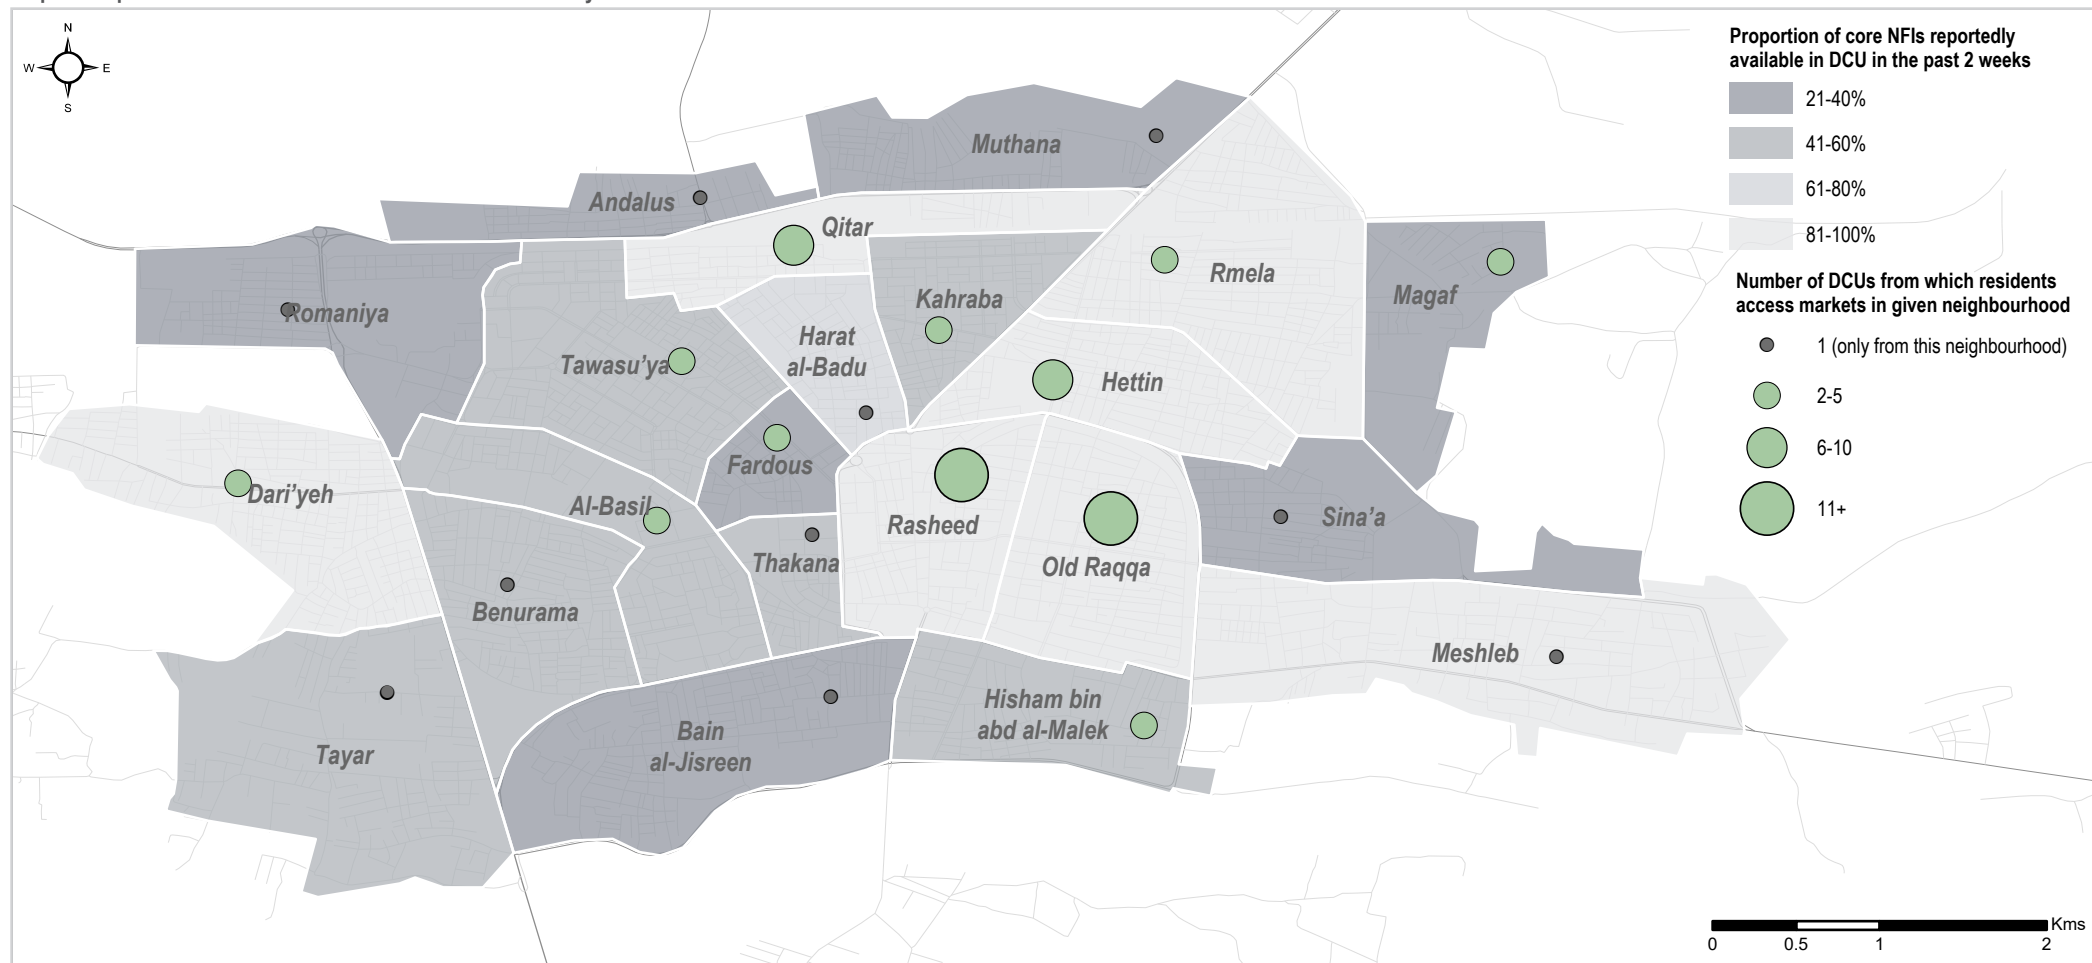 N
W
E
S
Proportion of core NFIs reportedly
available in DCU in the past 2 weeks
21-40%
41-60%
61-80%
81-100%
Number of DCUs from which residents
access markets in given neighbourhood
1 (only from this neighbourhood)
2-5
6-10
11+
Muthana
Andalus
Qitar
Rmela
Magaf
Romaniya
Kahraba
Harat
al-Badu
Tawasu'ya
Hettin
Fardous
Dari'yeh
Al-Basil
Rasheed
Sina'a
Thakana
Old Raqqa
Benurama
Meshleb
Hisham bin
abd al-Malek
Bain
al-Jisreen
Tayar
Kms
0
0.5
1
2